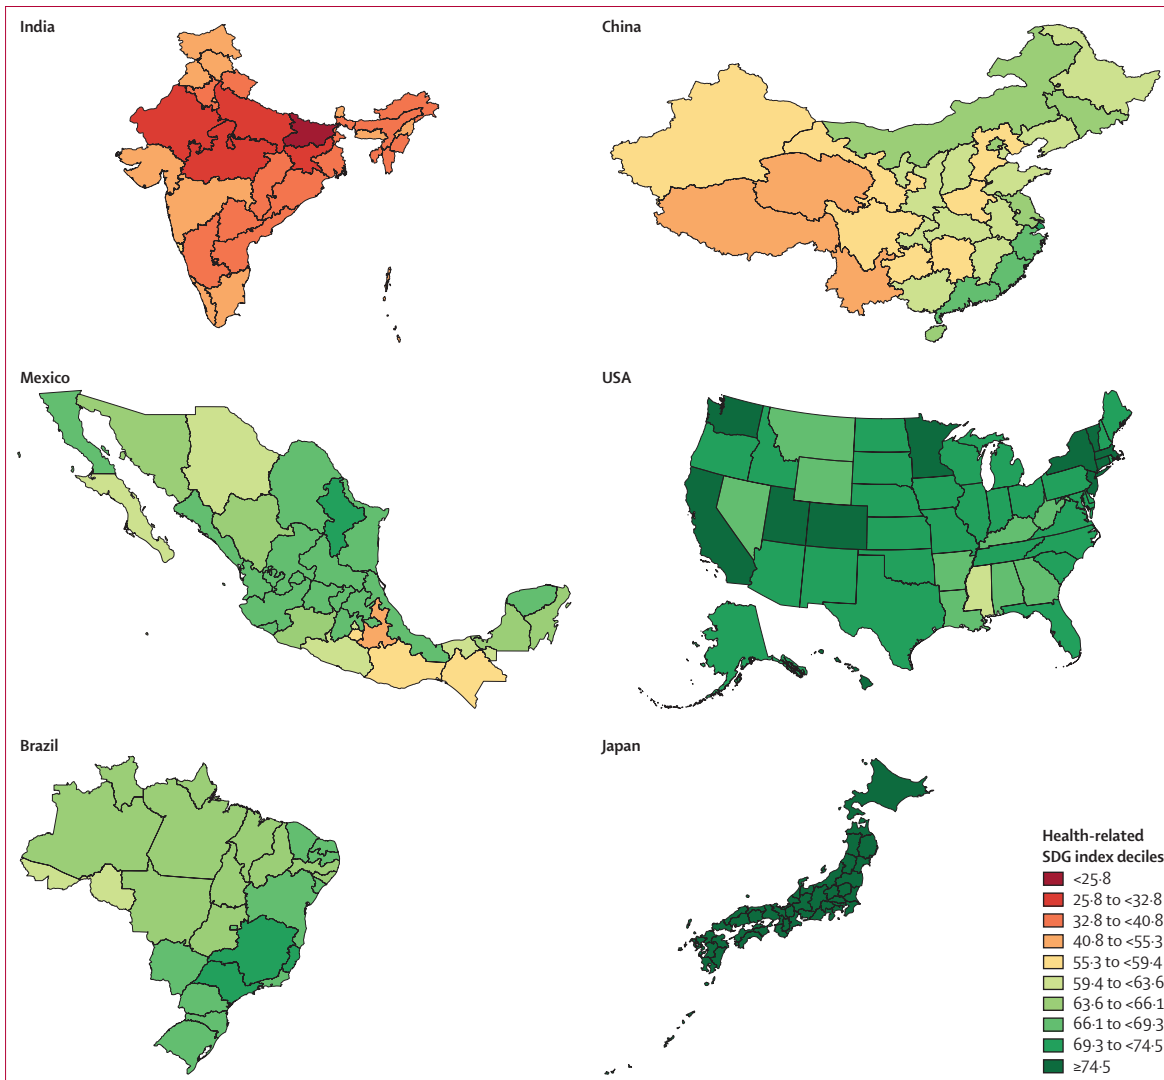 India
China
Mexico
USA
Brazil
Japan
Health-related
SDG index deciles
<25·8
25·8 to <32·8
32·8 to <40·8
40·8 to <55·3
55·3 to <59·4
59·4 to <63·6
63·6 to <66·1
66·1 to <69·3
69·3 to <74·5
≥74·5